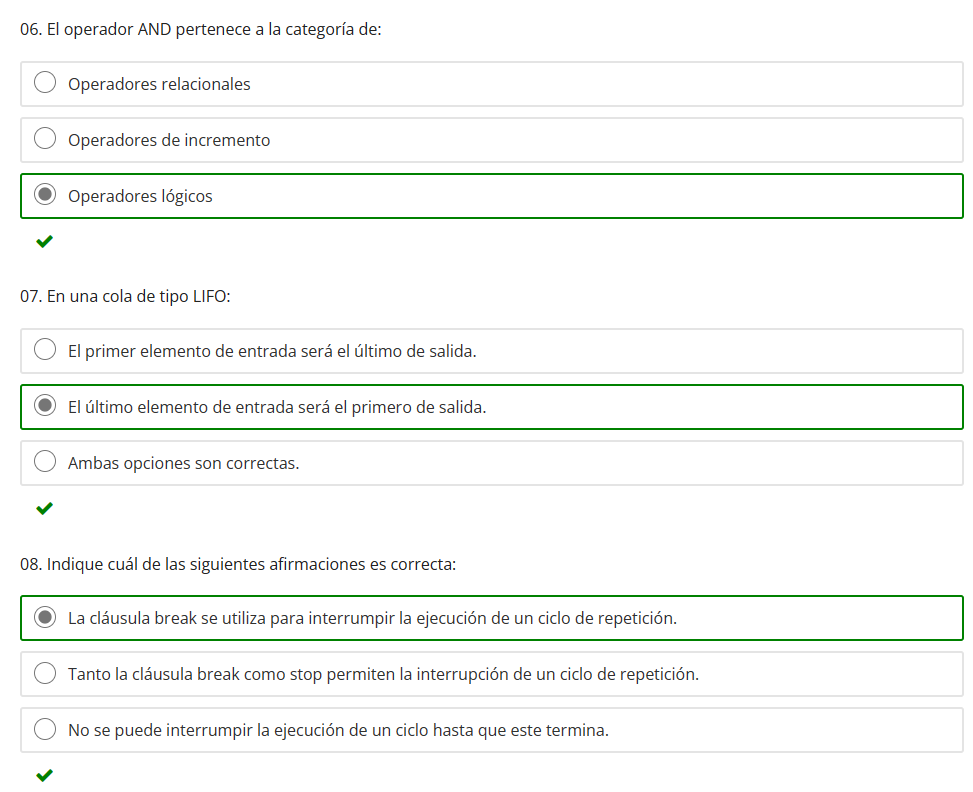 06. El operador AND pertenece a la categoría de:
Operadores relacionales
Operadores de incremento
Operadores lógicos
07. En una cola de tipo LIFO:
El primer elemento de entrada será el último de salida.
El último elemento de entrada será el primero de salida.
Ambas opciones son correctas.
08. Indique cuál de las siguientes afirmaciones es correcta:
La cláusula break se utiliza para interrumpir la ejecución de un ciclo de repetición.
Tanto la cláusula break como stop permiten la interrupción de un ciclo de repetición.
No se puede interrumpir la ejecución de un ciclo hasta que este termina.